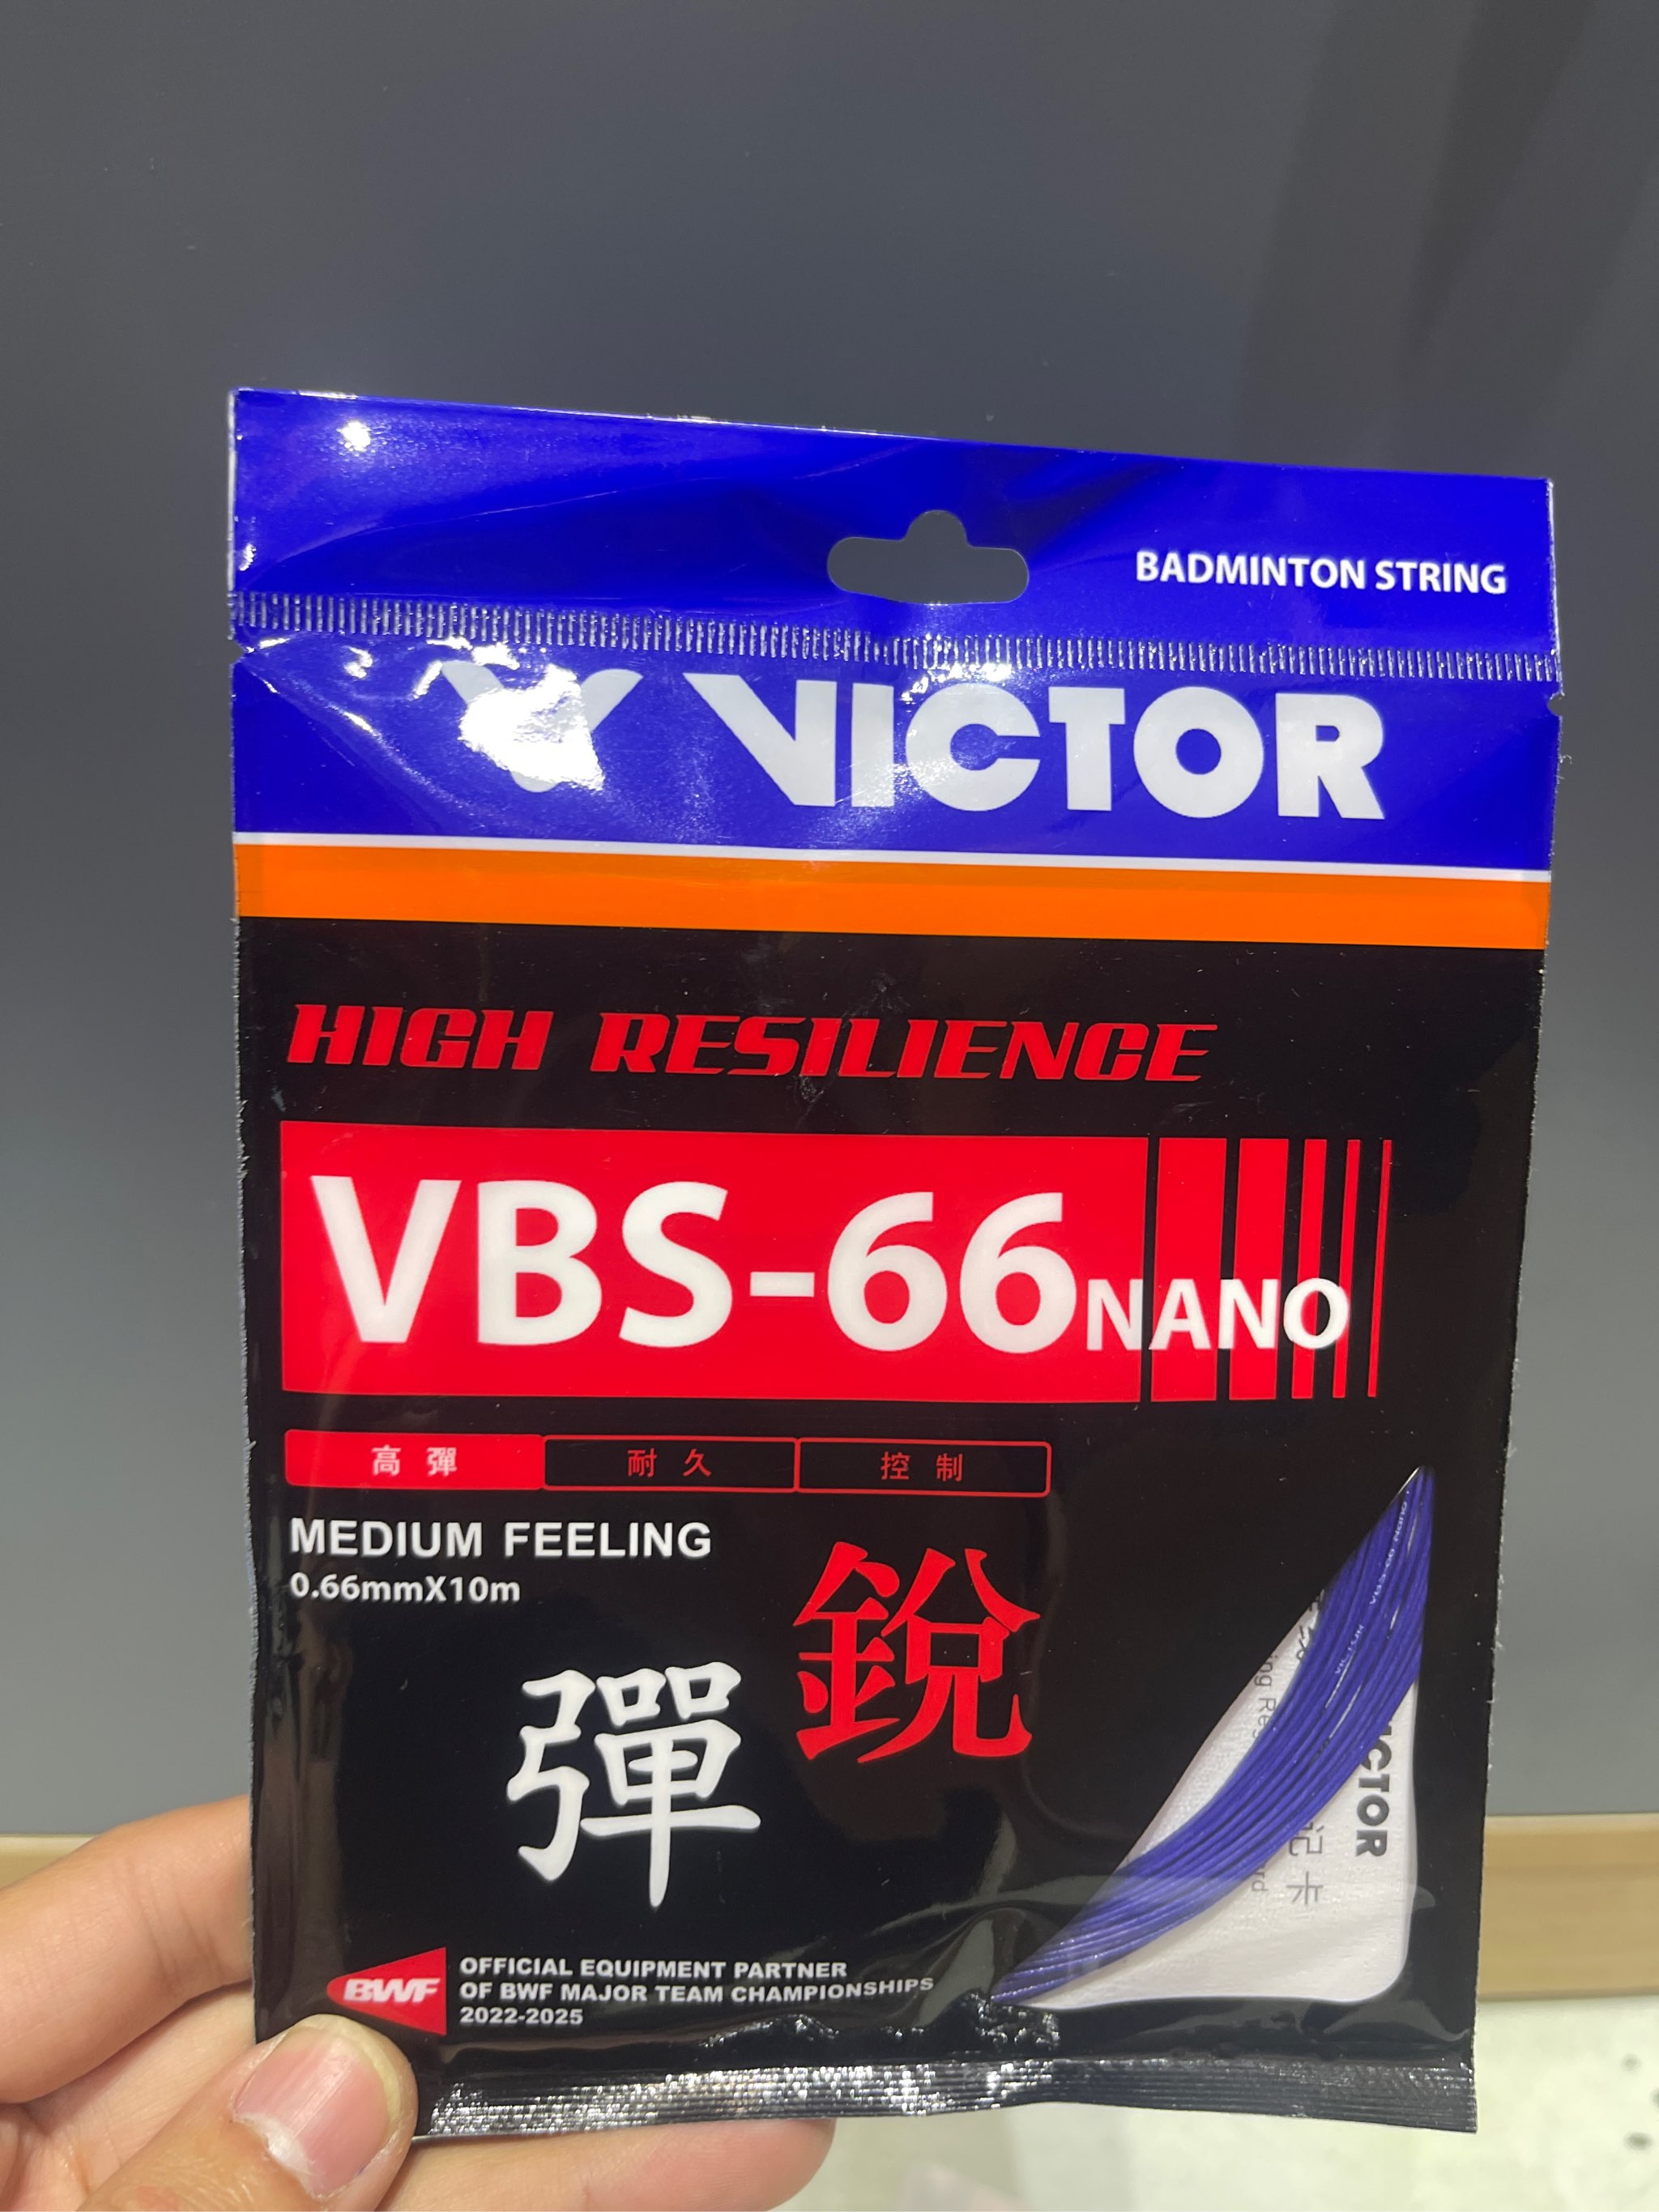 BADMINTON STRING
VICTOR
HIGH RESILIENCE
VBS-66NANO
高彈 耐久 控制
MEDIUM FEELING
0.66mmX10m
銳
彈
VICTOR
BWF
OFFICIAL EQUIPMENT PARTNER
OF BWF MAJOR TEAM CHAMPIONSHIPS
2022-2025